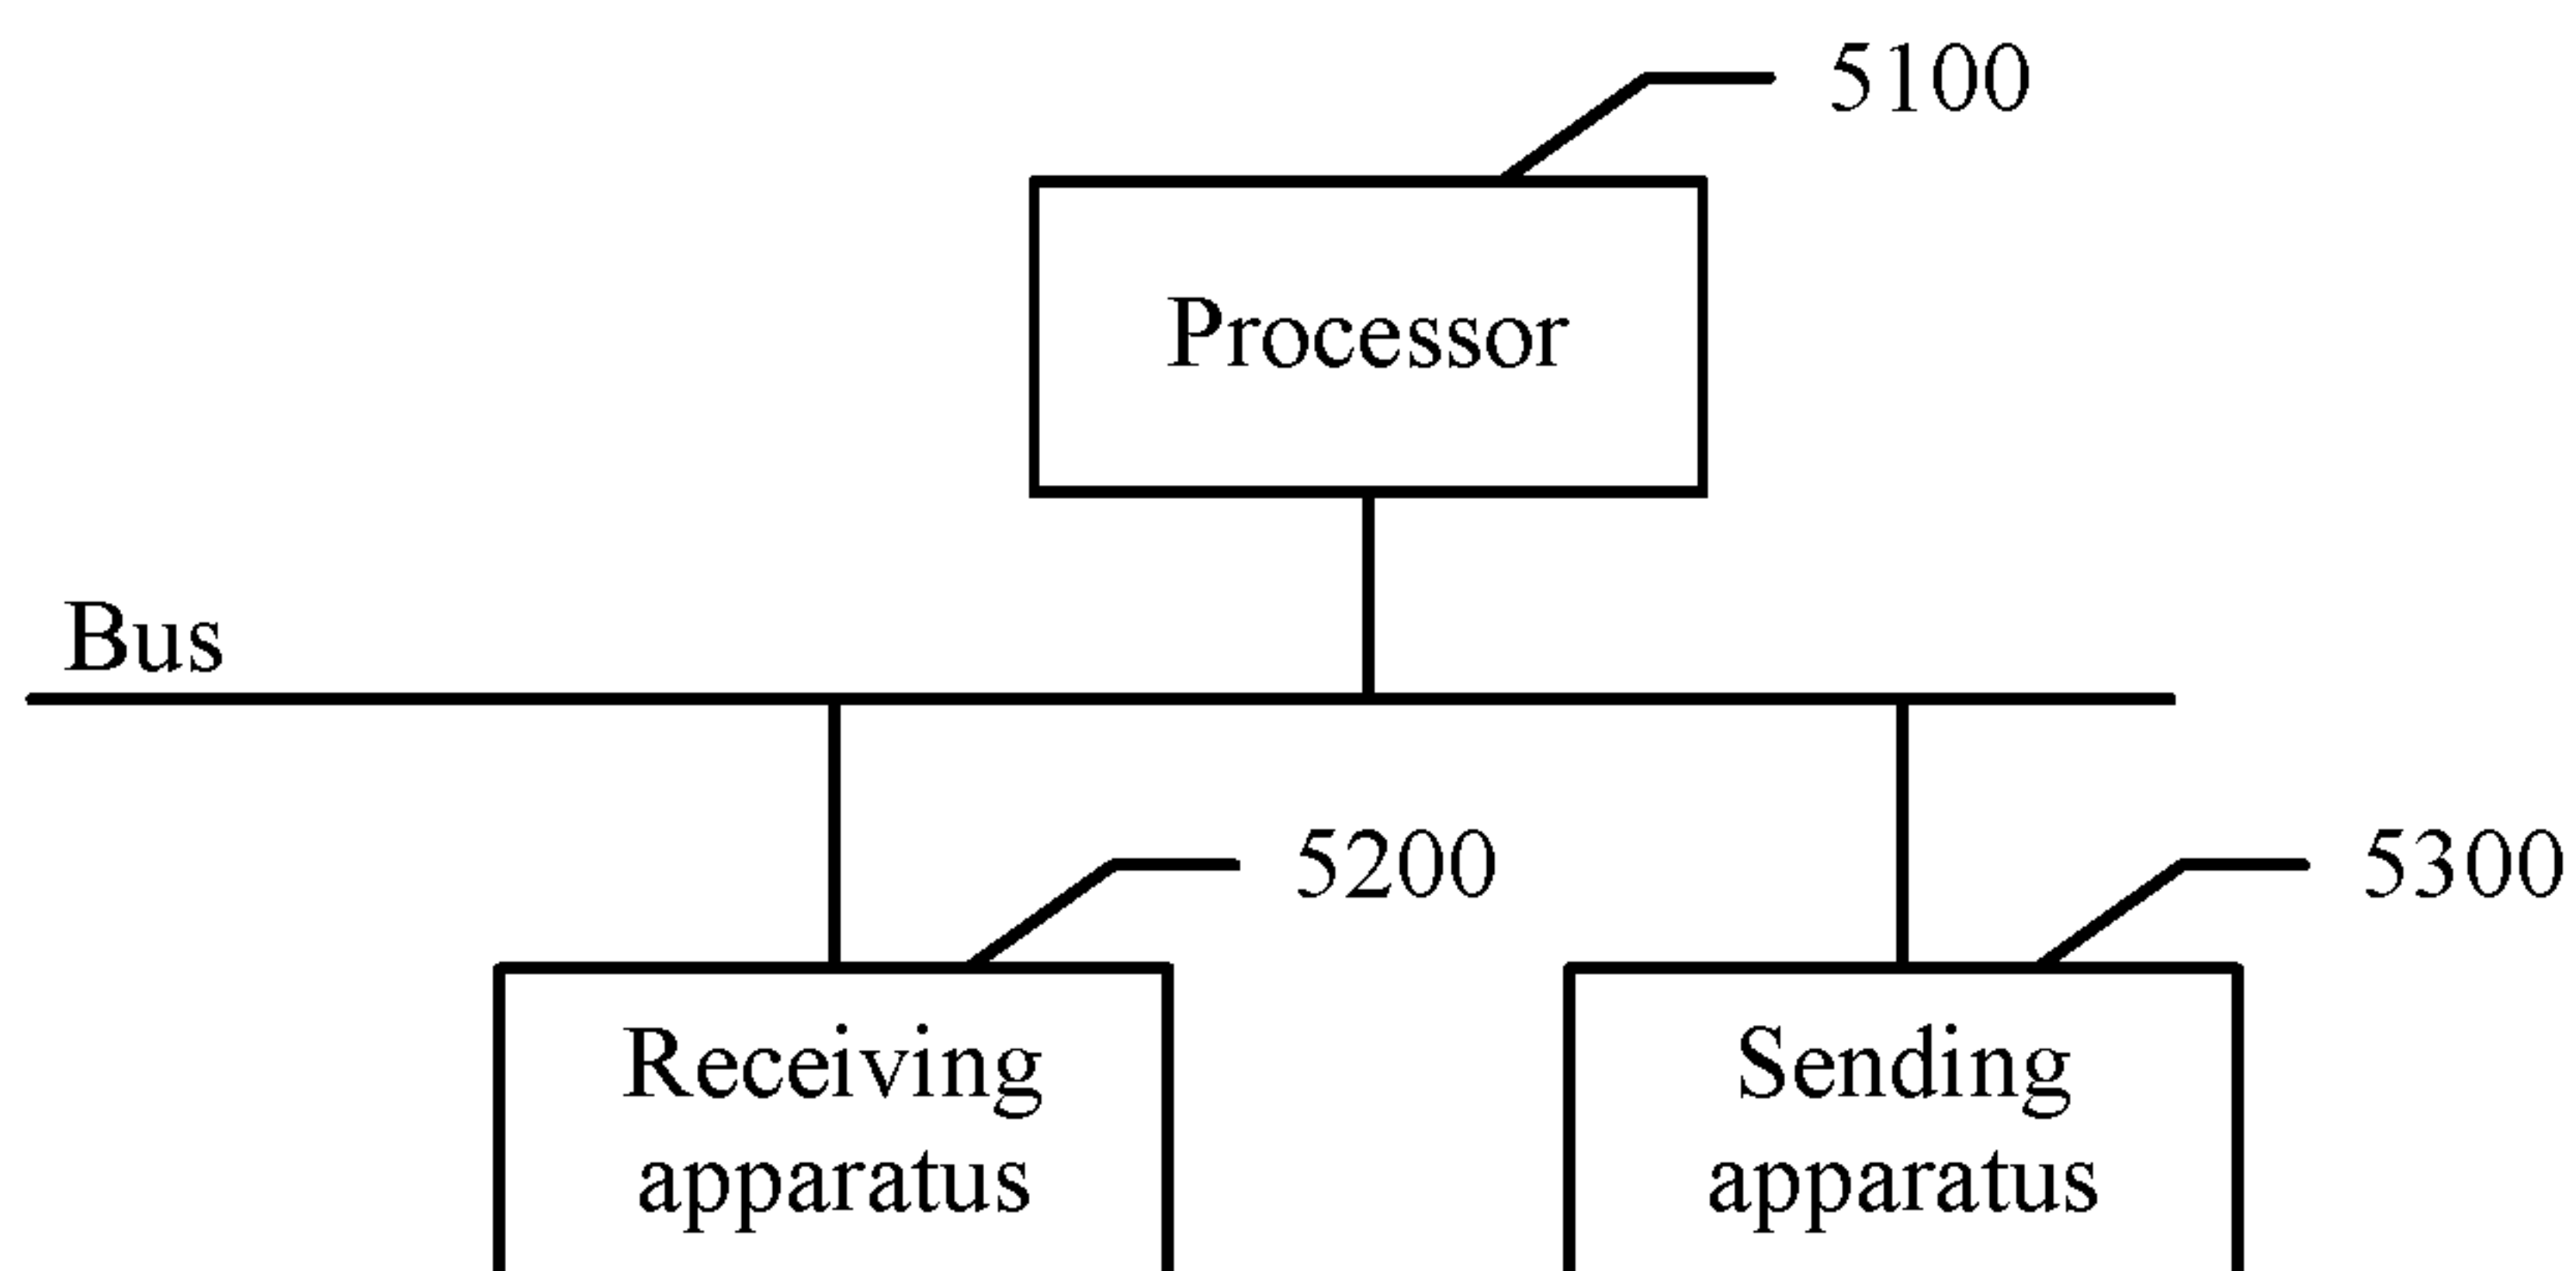 5100
Processor
Bus
5200
5300
Receiving
apparatus
Sending
apparatus